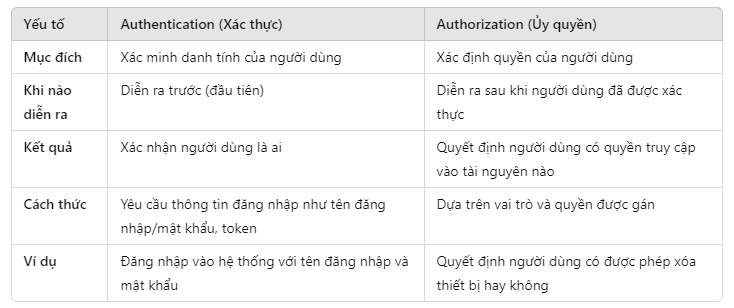 Yếu tố Authentication (Xác thực) Authorization (Ủy quyền)
Mục đích Xác minh danh tính của người dùng Xác định quyền của người dùng
Khi nào diễn ra Diễn ra trước (đầu tiên) Diễn ra sau khi người dùng đã được xác thực
Kết quả Xác nhận người dùng là ai Quyết định người dùng có quyền truy cập vào tài nguyên nào
Cách thức Yêu cầu thông tin đăng nhập như tên đăng nhập/mật khẩu, token Dựa trên vai trò và quyền được gán
Ví dụ Đăng nhập vào hệ thống với tên đăng nhập và mật khẩu Quyết định người dùng có được phép xóa thiết bị hay không